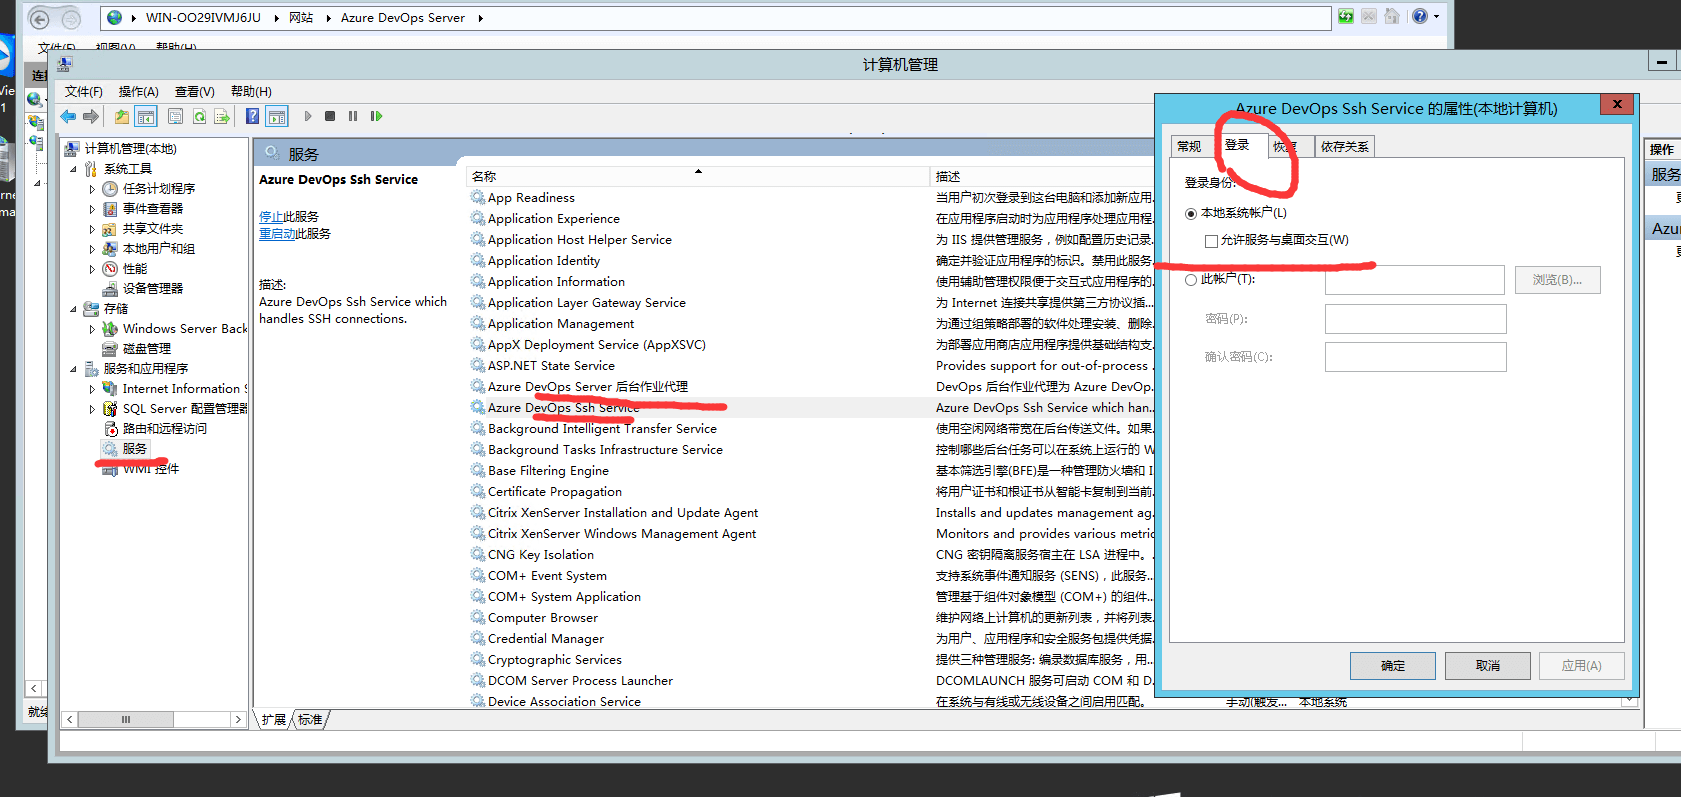 WIN-OO29IVMJ6JU 网站 Azure DevOps Server
文件(F) 视图(V) 帮助(H)
计算机管理
文件(F) 操作(A) 查看(V) 帮助(H)
计算机管理(本地)
系统工具
任务计划程序
事件查看器
共享文件夹
本地用户和组
性能
设备管理器
存储
Windows Server Back
磁盘管理
服务和应用程序
Internet Information S
SQL Server 配置管理器
路由和远程访问
服务
WMI 控件
服务
Azure DevOps Ssh Service
停止此服务
重启动此服务
描述:
Azure DevOps Ssh Service which
handles SSH connections.
名称 描述
App Readiness 当用户初次登录到这台电脑和添加新应用.
Application Experience 在应用程序启动时为应用程序处理应用程.
Application Host Helper Service 为 IIS 提供管理服务，例如配置历史记录.
Application Identity 确定并验证应用程序的标识。禁用此服务.
Application Information 使用辅助管理权限便于交互式应用程序的.
Application Layer Gateway Service 为 Internet 连接共享提供第三方协议插...
Application Management 为通过组策略部署的软件处理安装、删除.
AppX Deployment Service (AppXSVC) 为部署应用商店应用程序提供基础结构支.
ASP.NET State Service Provides support for out-of-process .
Azure DevOps Server 后台作业代理 DevOps 后台作业代理为 Azure DevOp.
Azure DevOps Ssh Service Azure DevOps Ssh Service which han...
Background Intelligent Transfer Service 使用空闲网络带宽在后台传送文件。如果.
Background Tasks Infrastructure Service 控制哪些后台任务可以在系统上运行的 W
Base Filtering Engine 基本筛选引擎(BFE)是一种管理防火墙和 I
Certificate Propagation 将用户证书和根证书从智能卡复制到当前.
Citrix XenServer Installation and Update Agent Installs and updates management ag.
Citrix XenServer Windows Management Agent Monitors and provides various metric
CNG Key Isolation CNG 密钥隔离服务宿主在 LSA 进程中。.
COM+ Event System 支持系统事件通知服务 (SENS)，此服务...
COM+ System Application 管理基于组件对象模型 (COM+) 的组件...
Computer Browser 维护网络上计算机的更新列表，并将列表.
Credential Manager 为用户、应用程序和安全服务包提供凭据.
Cryptographic Services 提供三种管理服务: 编录数据库服务，用...
DCOM Server Process Launcher DCOMLAUNCH 服务可启动 COM 和 D.
Device Association Service 在系统与有线或无线设备之间启用匹配。 手动(触发... 本地系统
扩展 标准
Azure DevOps Ssh Service 的属性(本地计算机)
常规 登录 恢复 依存关系
登录身份:
本地系统帐户(L)
允许服务与桌面交互(W)
此帐户(T): 浏览(B)...
密码(P):
确认密码(C):
确定 取消 应用(A)
操作
服务
Azu